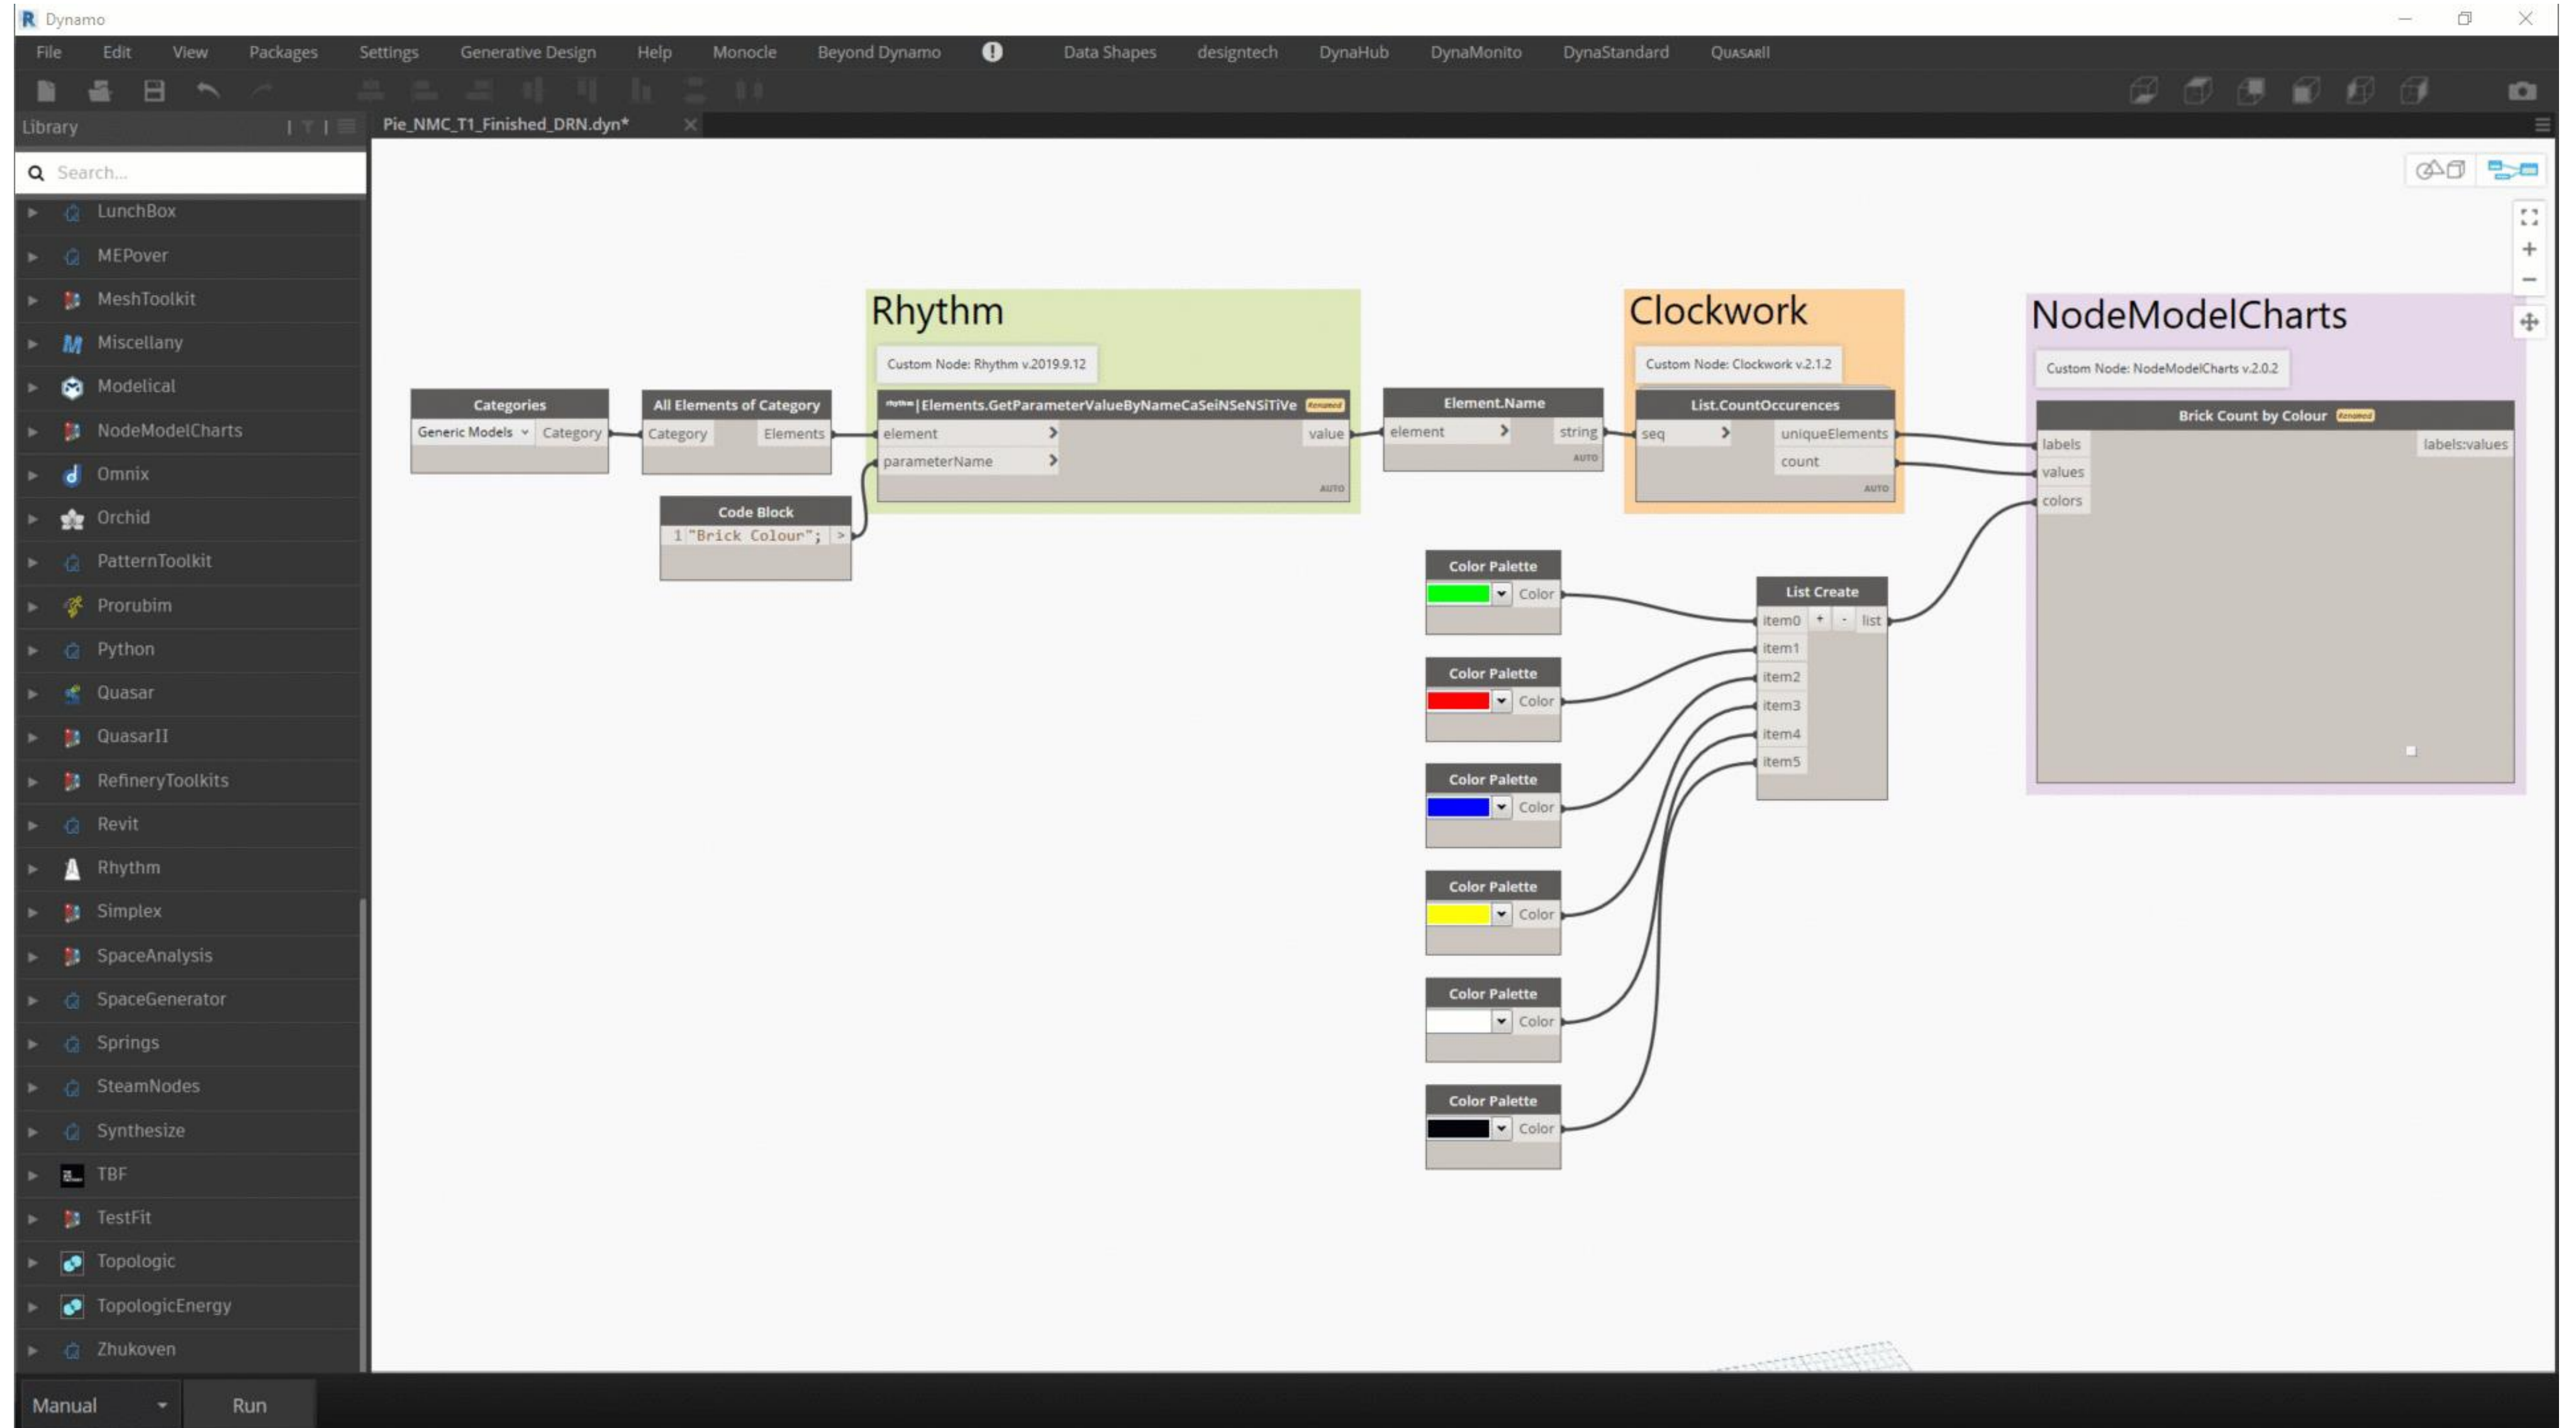 R Dynamo
File Edit View Packages Settings Generative Design Help Monocle Beyond Dynamo ! Data Shapes designtech DynaHub DynaMonito DynaStandard QuasarII
Library
Pie_NMC_T1_Finished_DRN.dyn*
Search...
LunchBox
MEPover
MeshToolkit
Miscellany
Modelical
NodeModelCharts
Omnix
Orchid
PatternToolkit
Prorubim
Python
Quasar
QuasarII
RefineryToolkits
Revit
Rhythm
Simplex
SpaceAnalysis
SpaceGenerator
Springs
SteamNodes
Synthesize
TBF
TestFit
Topologic
TopologicEnergy
Zhukoven
Manual Run
Categories
Generic Models Category
All Elements of Category
Category Elements
Code Block
1 "Brick Colour"; >
Rhythm
Custom Node: Rhythm v.2019.9.12
rhythm|Elements.GetParameterValueByNameCaSeiNSeNSiTiVe Renamed
element > value
parameterName >
AUTO
Element.Name
element > string
AUTO
Clockwork
Custom Node: Clockwork v.2.1.2
List.CountOccurences
seq > uniqueElements
count
AUTO
Color Palette
Color
Color Palette
Color
Color Palette
Color
Color Palette
Color
Color Palette
Color
Color Palette
Color
List Create
item0 + - list
item1
item2
item3
item4
item5
NodeModelCharts
Custom Node: NodeModelCharts v.2.0.2
Brick Count by Colour Renamed
labels labels:values
values
colors